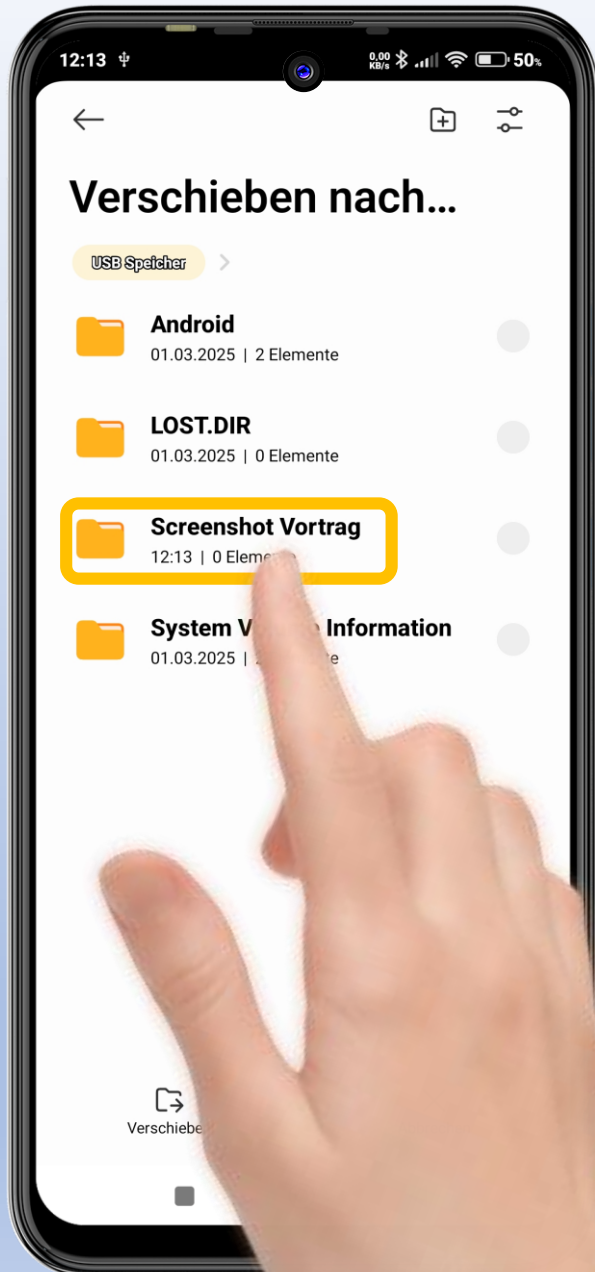 12:13 0,00 KB/s 50%
Verschieben nach...
USB Speicher
Android
01.03.2025 | 2 Elemente
LOST.DIR
01.03.2025 | 0 Elemente
Screenshot Vortrag
12:13 | 0
System Information
01.03.2025 |